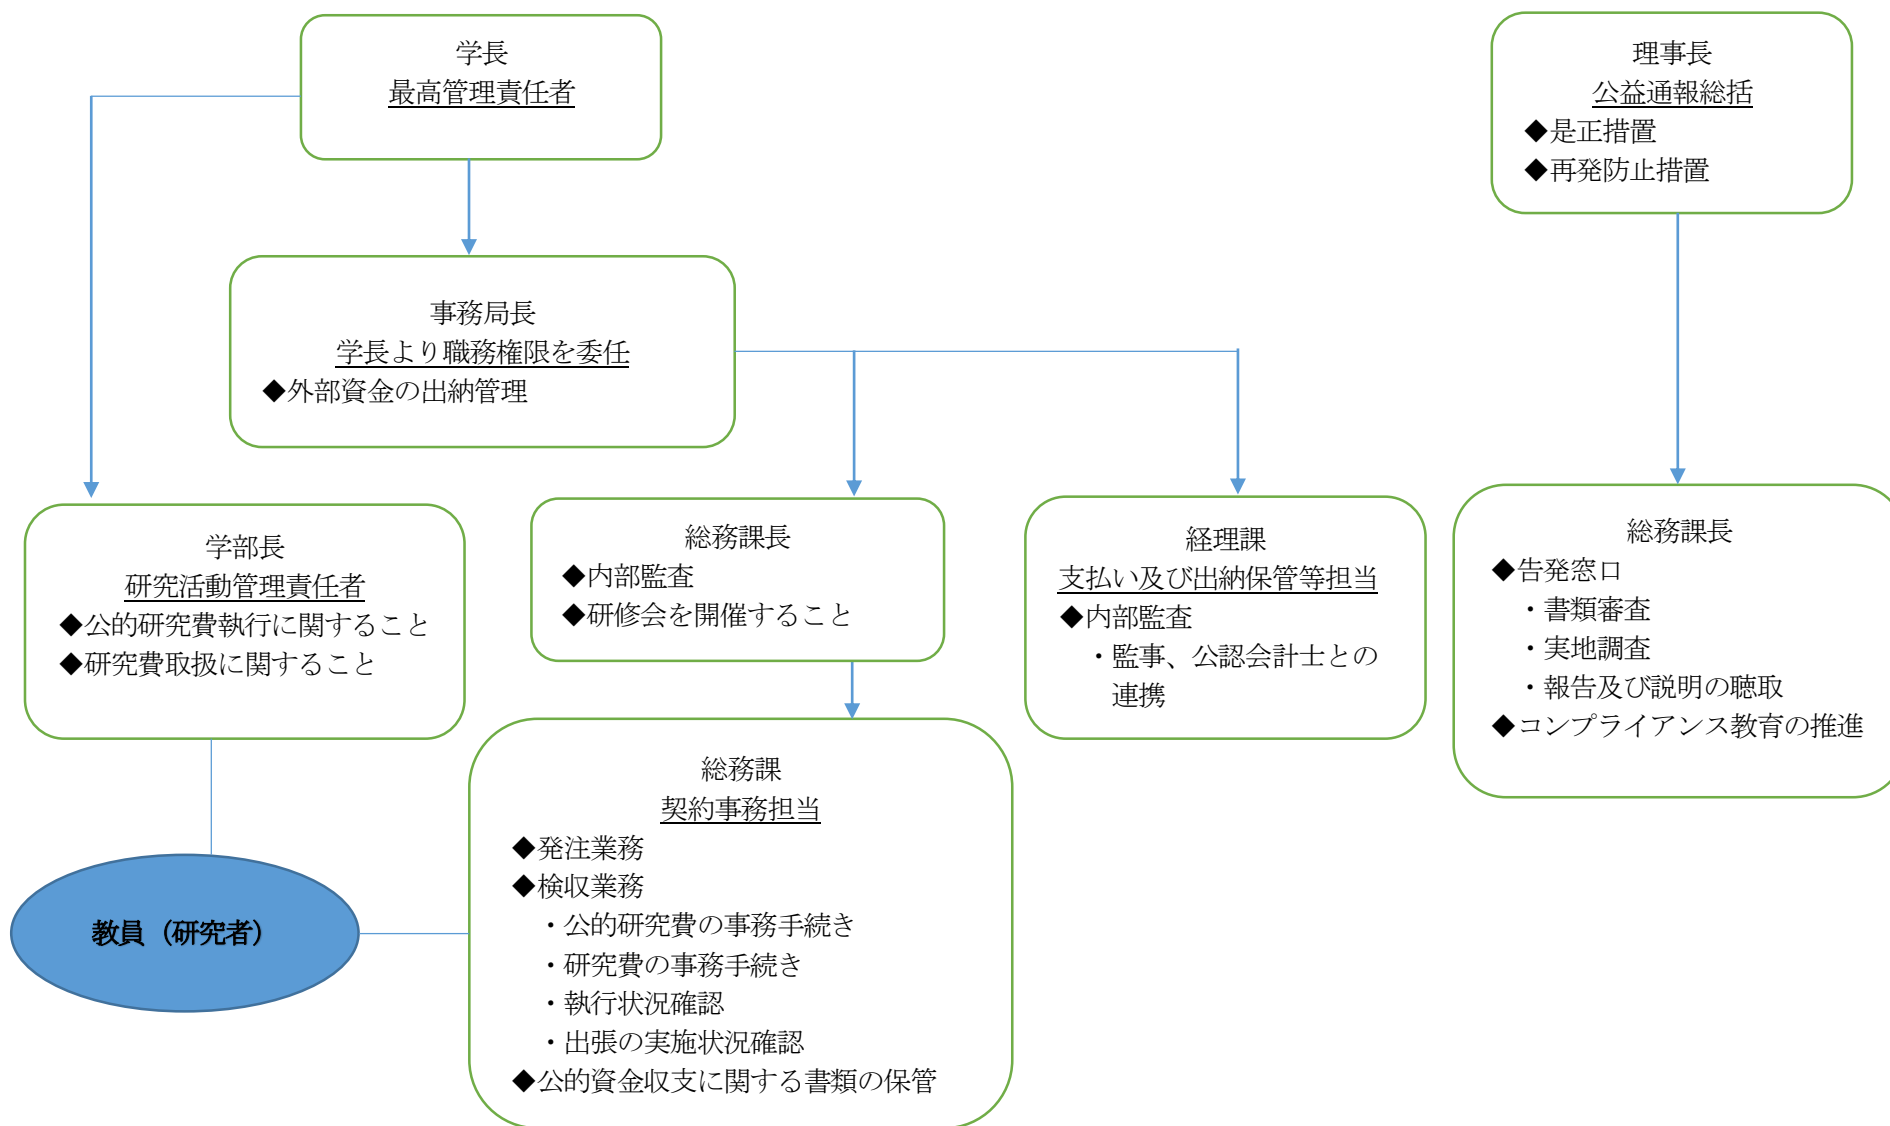 学長
最高管理責任者
理事長
公益通報総括
◆是正措置
◆再発防止措置
事務局長
学長より職務権限を委任
◆外部資金の出納管理
学部長
研究活動管理責任者
◆公的研究費執行に関すること
◆研究費取扱に関すること
総務課長
◆内部監査
◆研修会を開催すること
経理課
支払い及び出納保管等担当
◆内部監査
・監事、公認会計士との
連携
総務課長
◆告発窓口
・書類審査
・実地調査
・報告及び説明の聴取
◆コンプライアンス教育の推進
総務課
契約事務担当
◆発注業務
◆検収業務
・公的研究費の事務手続き
・研究費の事務手続き
・執行状況確認
・出張の実施状況確認
◆公的資金収支に関する書類の保管
教員（研究者）